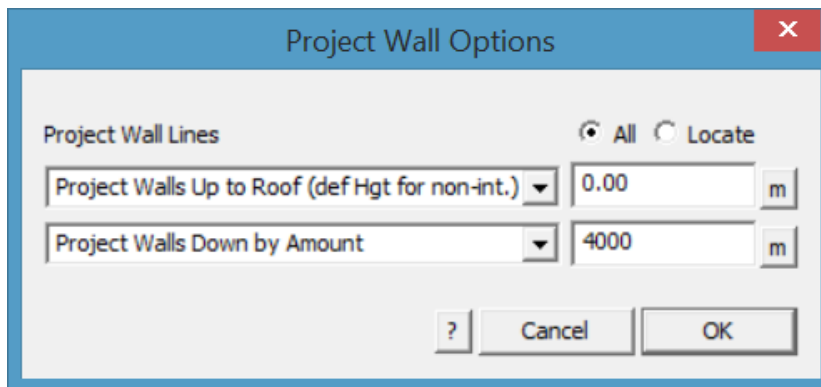 Project Wall Options
Project Wall Lines All Locate
Project Walls Up to Roof (def Hgt for non-int.) 0.00 m
Project Walls Down by Amount 4000 m
? Cancel OK